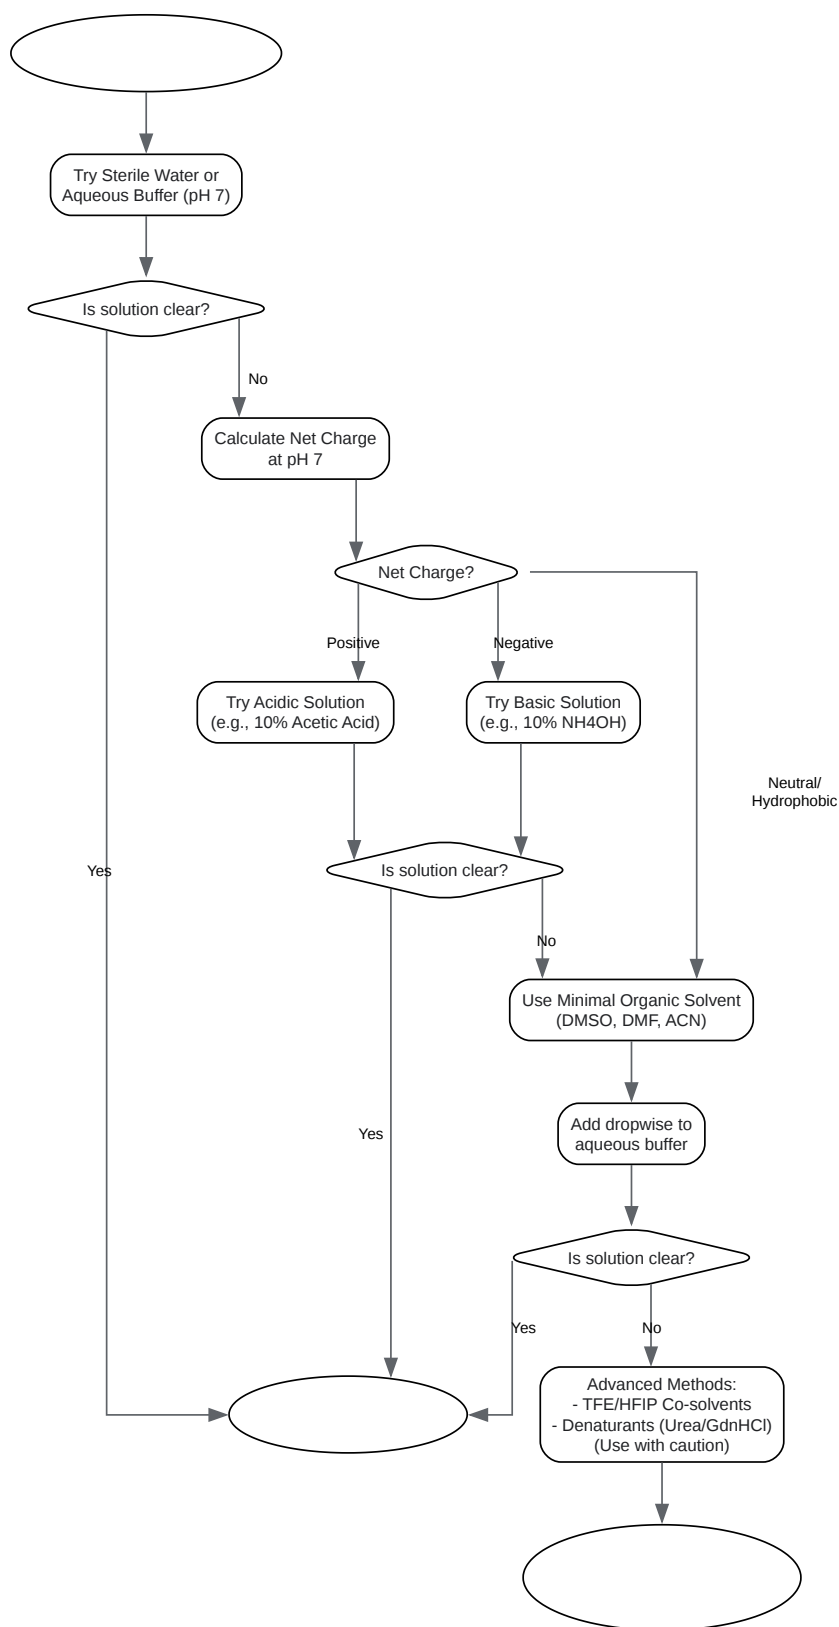 Try Sterile Water or
Aqueous Buffer (pH 7)
Is solution clear?
No
Calculate Net Charge
at pH 7
Net Charge?
Positive
Negative
Try Acidic Solution
(e.g., 10% Acetic Acid)
Try Basic Solution
(e.g., 10% NH4OH)
Neutral/
Hydrophobic
Yes
Is solution clear?
No
Use Minimal Organic Solvent
(DMSO, DMF, ACN)
Yes
Add dropwise to
aqueous buffer
Is solution clear?
Yes
No
Advanced Methods:
- TFE/HFIP Co-solvents
- Denaturants (Urea/GdnHCl)
(Use with caution)